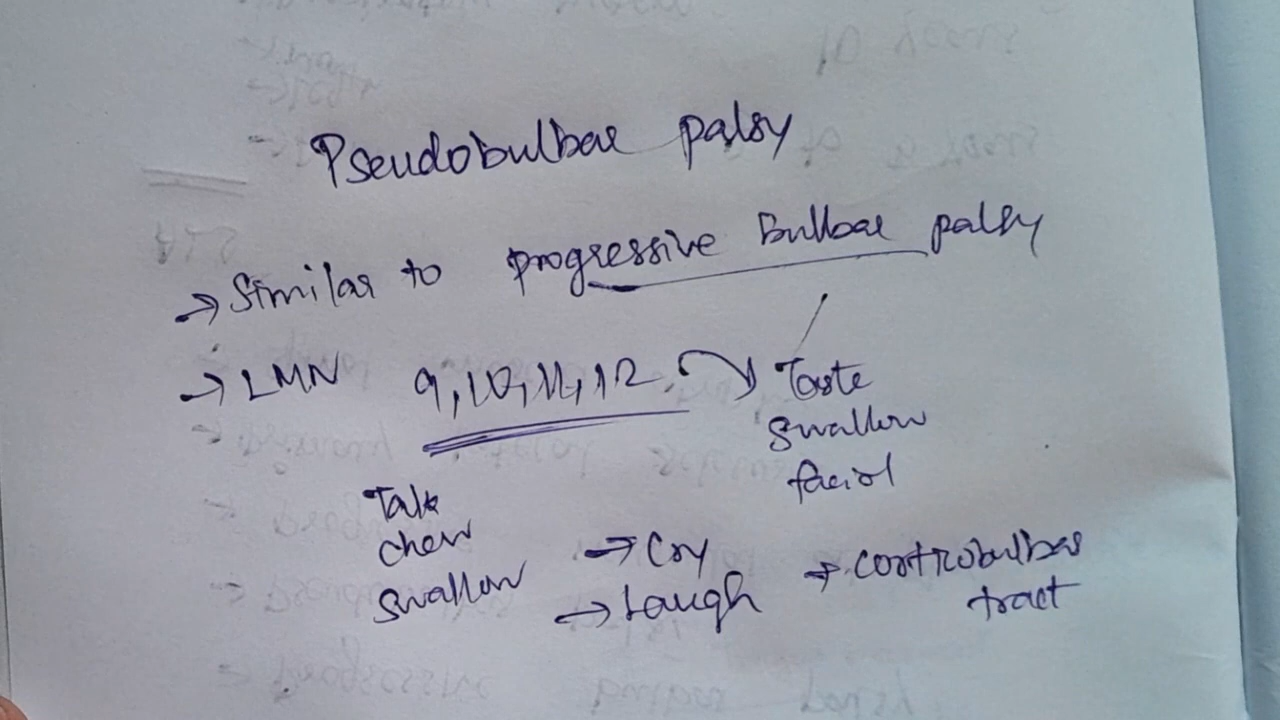 Pseudobulbar palsy
→ Similar to progressive Bulbar palsy
→ LMN 9,10,11,12 → Taste
swallow
facial
Talk
chew
swallow
→ Cry
→ Laugh
→ corticobulbar
tract